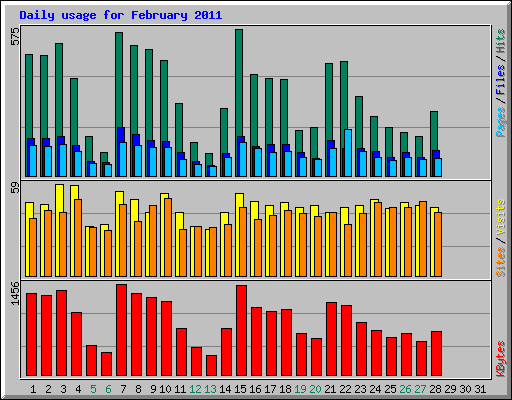 Daily usage for February 2011
575
Pages / Files / Hits
59
Sites / Visits
1456
KBytes
1 2 3 4 5 6 7 8 9 10 11 12 13 14 15 16 17 18 19 20 21 22 23 24 25 26 27 28 29 30 31